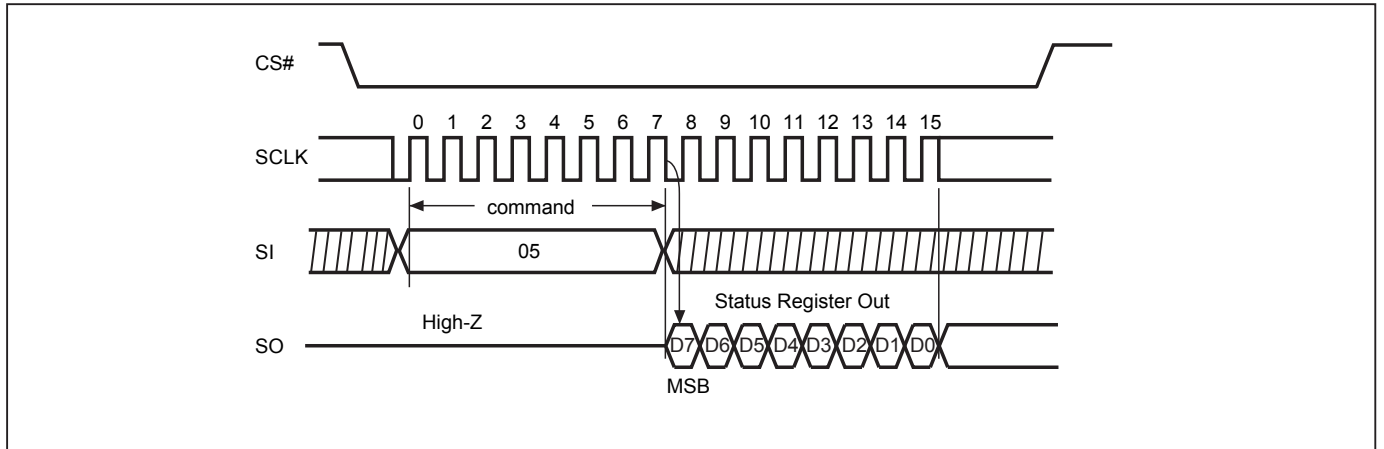 CS#
0 1 2 3 4 5 6 7 8 9 10 11 12 13 14 15
SCLK
command
SI
05
Status Register Out
High-Z
SO
D7 D6 D5 D4 D3 D2 D1 D0
MSB